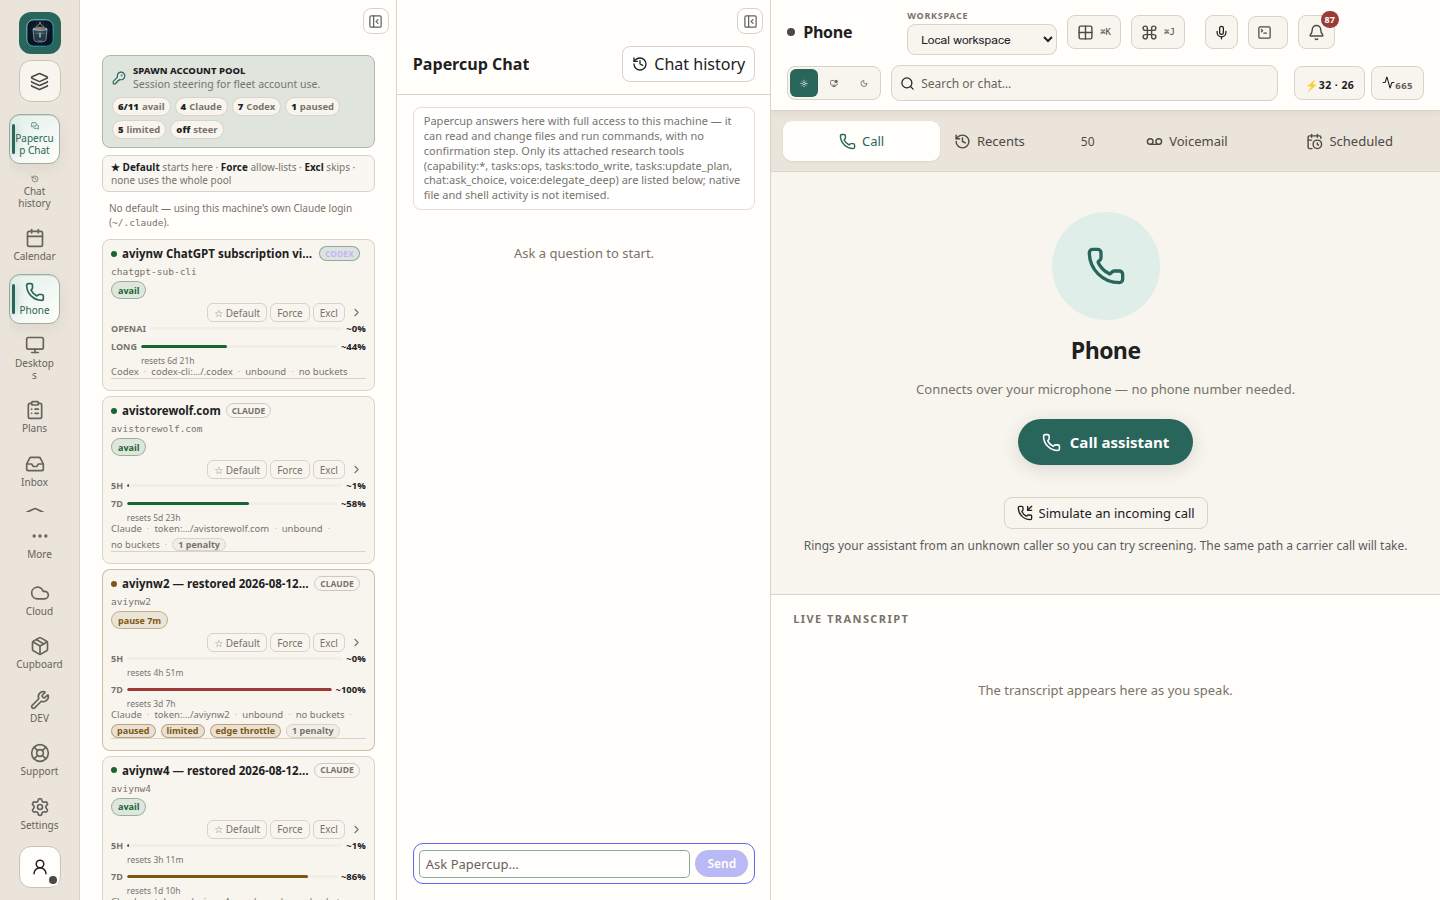 Papercu
p Chat
Chat
history
Calendar
Phone
Desktop
s
Plans
Inbox
More
Cloud
Cupboard
DEV
Support
Settings
SPAWN ACCOUNT POOL
Session steering for fleet account use.
6/11 avail
4 Claude
7 Codex
1 paused
5 limited
off steer
★ Default starts here · Force allow-lists · Excl skips ·
none uses the whole pool
No default — using this machine's own Claude login
(~/.claude).
aviynw ChatGPT subscription vi...
CODEX
chatgpt-sub-cli
avail
☆ Default
Force
Excl
OPENAI
~0%
LONG
~44%
resets 6d 21h
Codex · codex-cli:.../.codex · unbound · no buckets
avistorewolf.com
CLAUDE
avistorewolf.com
avail
☆ Default
Force
Excl
5H
~1%
7D
~58%
resets 5d 23h
Claude · token:.../avistorewolf.com · unbound ·
no buckets · 1 penalty
aviynw2 — restored 2026-08-12...
CLAUDE
aviynw2
pause 7m
☆ Default
Force
Excl
5H
~0%
resets 4h 51m
7D
~100%
resets 3d 7h
Claude · token:.../aviynw2 · unbound · no buckets ·
paused
limited
edge throttle
1 penalty
aviynw4 — restored 2026-08-12...
CLAUDE
aviynw4
avail
☆ Default
Force
Excl
5H
~1%
resets 3h 11m
7D
~86%
resets 1d 10h
Papercup Chat
Chat history
Papercup answers here with full access to this machine — it
can read and change files and run commands, with no
confirmation step. Only its attached research tools
(capability:*, tasks:ops, tasks:todo_write, tasks:update_plan,
chat:ask_choice, voice:delegate_deep) are listed below; native
file and shell activity is not itemised.
Ask a question to start.
Ask Papercup...
Send
Phone
WORKSPACE
Local workspace
⌘K
⌘J
87
Search or chat...
⚡32 · 26
665
Call
Recents
50
Voicemail
Scheduled
Phone
Connects over your microphone — no phone number needed.
Call assistant
Simulate an incoming call
Rings your assistant from an unknown caller so you can try screening. The same path a carrier call will take.
LIVE TRANSCRIPT
The transcript appears here as you speak.